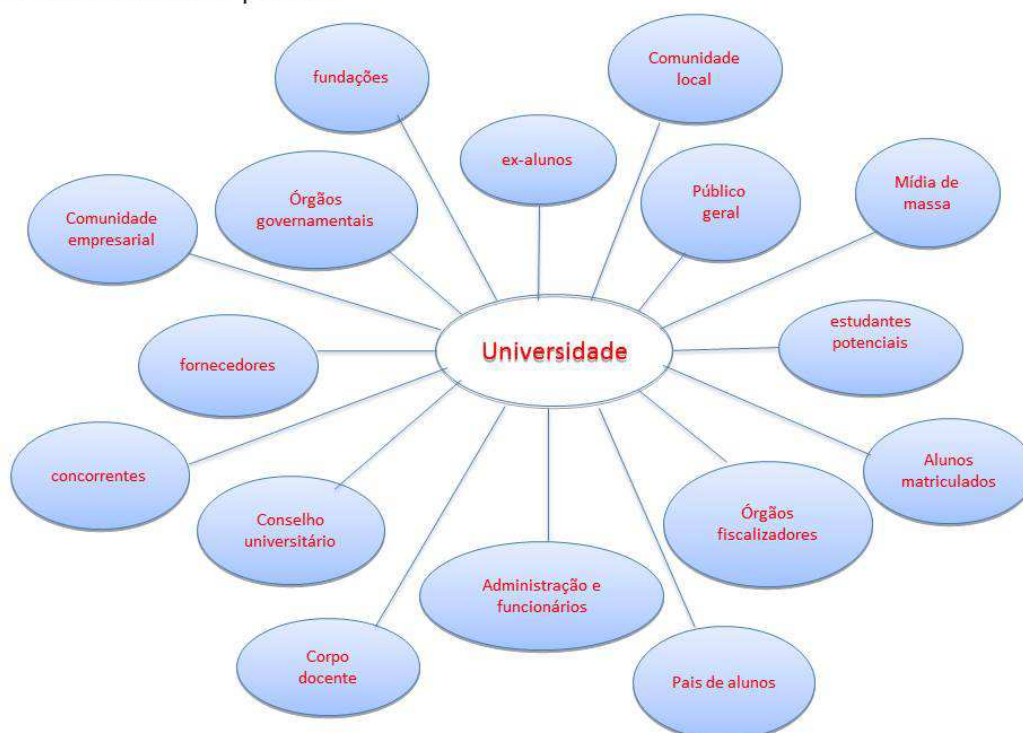 fundações
Comunidade
local
ex-alunos
Órgãos
governamentais
Público
geral
Mídia de
massa
Comunidade
empresarial
Universidade
estudantes
potenciais
fornecedores
concorrentes
Alunos
matriculados
Conselho
universitário
Órgãos
fiscalizadores
Administração e
funcionários
Corpo
docente
Pais de alunos